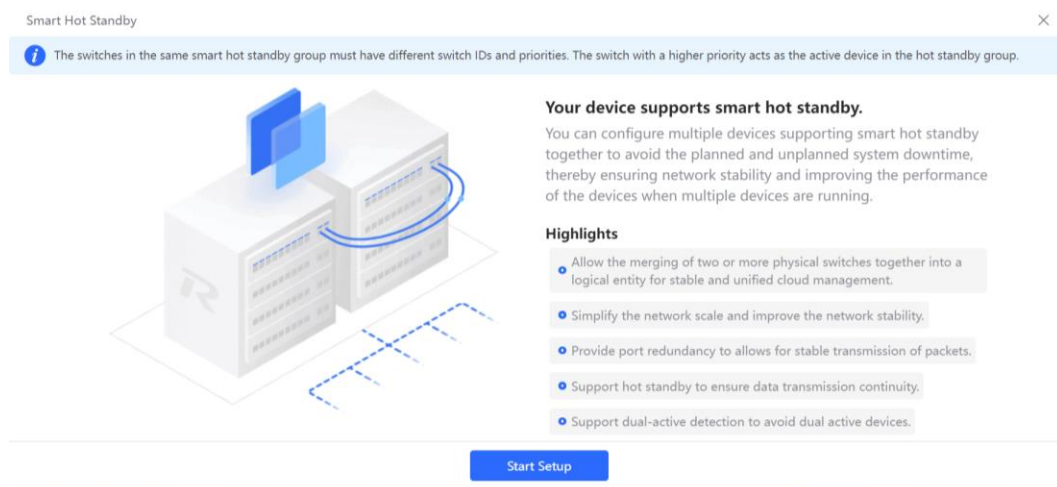 Smart Hot Standby
The switches in the same smart hot standby group must have different switch IDs and priorities. The switch with a higher priority acts as the active device in the hot standby group.
Your device supports smart hot standby.
You can configure multiple devices supporting smart hot standby
together to avoid the planned and unplanned system downtime,
thereby ensuring network stability and improving the performance
of the devices when multiple devices are running.
Highlights
Allow the merging of two or more physical switches together into a
logical entity for stable and unified cloud management.
Simplify the network scale and improve the network stability.
Provide port redundancy to allows for stable transmission of packets.
Support hot standby to ensure data transmission continuity.
Support dual-active detection to avoid dual active devices.
Start Setup